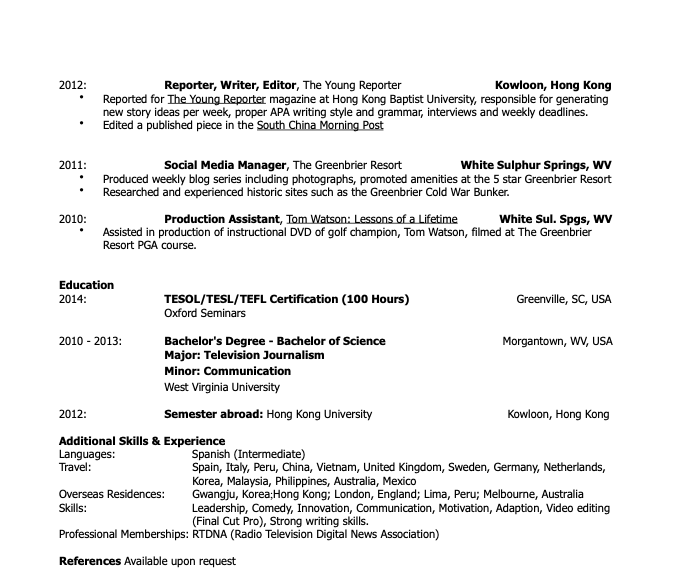 2012: Reporter, Writer, Editor, The Young Reporter Kowloon, Hong Kong
• Reported for The Young Reporter magazine at Hong Kong Baptist University, responsible for generating
new story ideas per week, proper APA writing style and grammar, interviews and weekly deadlines.
• Edited a published piece in the South China Morning Post
2011: Social Media Manager, The Greenbrier Resort White Sulphur Springs, WV
• Produced weekly blog series including photographs, promoted amenities at the 5 star Greenbrier Resort
• Researched and experienced historic sites such as the Greenbrier Cold War Bunker.
2010: Production Assistant, Tom Watson: Lessons of a Lifetime White Sul. Spgs, WV
• Assisted in production of instructional DVD of golf champion, Tom Watson, filmed at The Greenbrier
Resort PGA course.
Education
2014: TESOL/TESL/TEFL Certification (100 Hours) Greenville, SC, USA
Oxford Seminars
2010 - 2013: Bachelor's Degree - Bachelor of Science Morgantown, WV, USA
Major: Television Journalism
Minor: Communication
West Virginia University
2012: Semester abroad: Hong Kong University Kowloon, Hong Kong
Additional Skills & Experience
Languages: Spanish (Intermediate)
Travel: Spain, Italy, Peru, China, Vietnam, United Kingdom, Sweden, Germany, Netherlands,
Korea, Malaysia, Philippines, Australia, Mexico
Overseas Residences: Gwangju, Korea;Hong Kong; London, England; Lima, Peru; Melbourne, Australia
Skills: Leadership, Comedy, Innovation, Communication, Motivation, Adaption, Video editing
(Final Cut Pro), Strong writing skills.
Professional Memberships: RTDNA (Radio Television Digital News Association)
References Available upon request